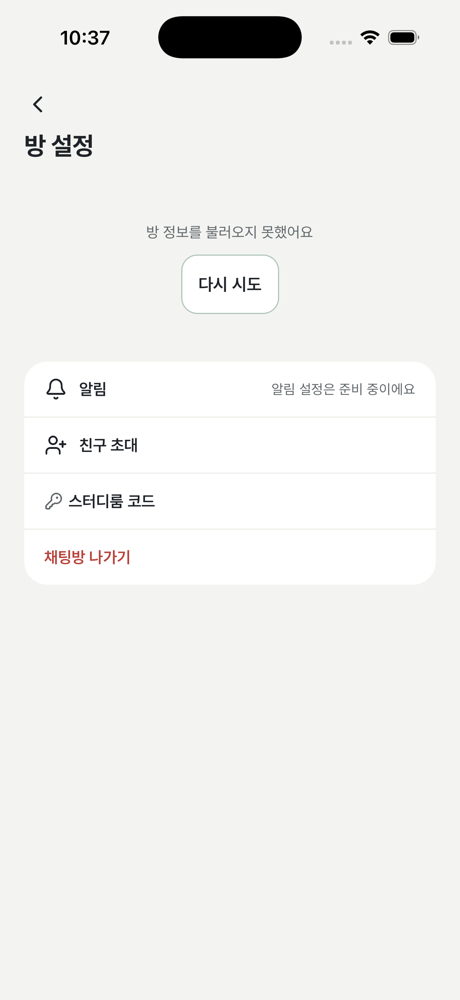 10:37
방 설정
방 정보를 불러오지 못했어요
다시 시도
알림 알림 설정은 준비 중이에요
친구 초대
스터디룸 코드
채팅방 나가기